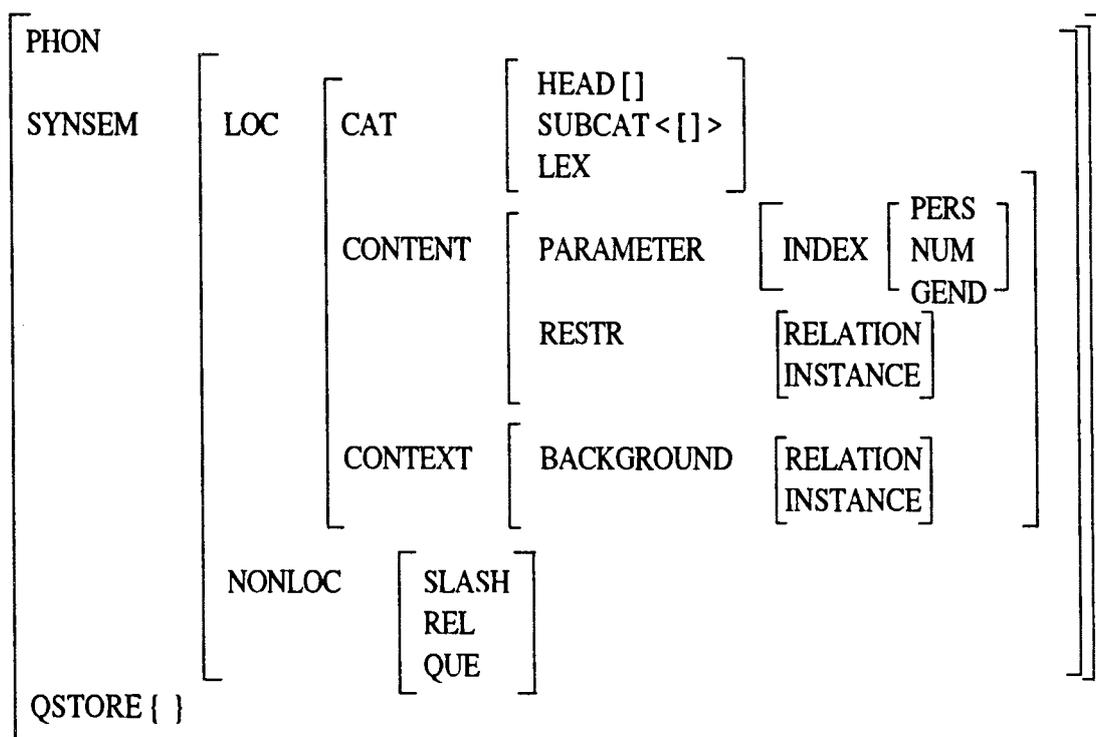 PHON
HEAD []
SYNSEM LOC CAT SUBCAT < [] >
LEX
PERS
CONTENT PARAMETER INDEX NUM
GEND
RESTR RELATION
INSTANCE
CONTEXT BACKGROUND RELATION
INSTANCE
NONLOC SLASH
REL
QUE
QSTORE { }